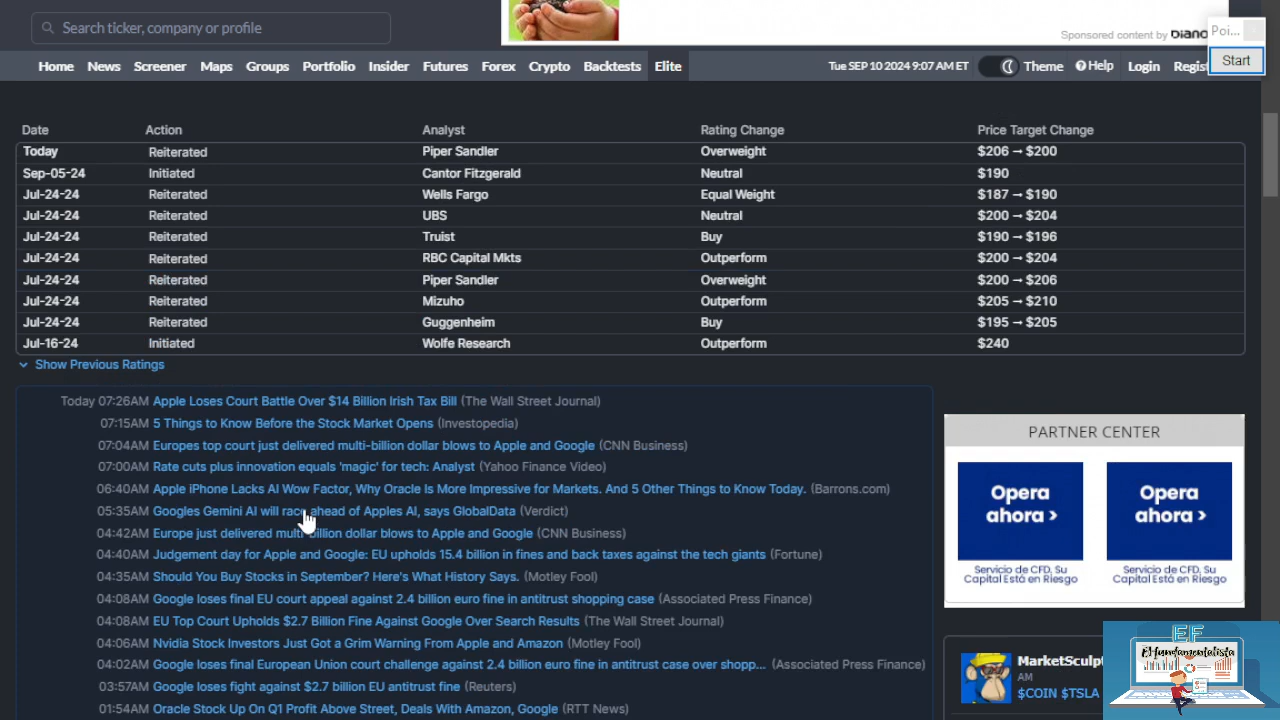 Search ticker, company or profile
Sponsored content by
Poi...
Start
Home News Screener Maps Groups Portfolio Insider Futures Forex Crypto Backtests Elite Tue SEP 10 2024 9:07 AM ET Theme Help Login
Date Action Analyst Rating Change Price Target Change
Today Reiterated Piper Sandler Overweight $206 → $200
Sep-05-24 Initiated Cantor Fitzgerald Neutral $190
Jul-24-24 Reiterated Wells Fargo Equal Weight $187 → $190
Jul-24-24 Reiterated UBS Neutral $200 → $204
Jul-24-24 Reiterated Truist Buy $190 → $196
Jul-24-24 Reiterated RBC Capital Mkts Outperform $200 → $204
Jul-24-24 Reiterated Piper Sandler Overweight $200 → $206
Jul-24-24 Reiterated Mizuho Outperform $205 → $210
Jul-24-24 Reiterated Guggenheim Buy $195 → $205
Jul-16-24 Initiated Wolfe Research Outperform $240
Show Previous Ratings
Today 07:26AM Apple Loses Court Battle Over $14 Billion Irish Tax Bill (The Wall Street Journal)
07:15AM 5 Things to Know Before the Stock Market Opens (Investopedia)
07:04AM Europes top court just delivered multi-billion dollar blows to Apple and Google (CNN Business)
07:00AM Rate cuts plus innovation equals 'magic' for tech: Analyst (Yahoo Finance Video)
06:40AM Apple iPhone Lacks AI Wow Factor, Why Oracle Is More Impressive for Markets. And 5 Other Things to Know Today. (Barrons.com)
05:35AM Googles Gemini AI will race ahead of Apples AI, says GlobalData (Verdict)
04:42AM Europe just delivered multi-billion dollar blows to Apple and Google (CNN Business)
04:40AM Judgement day for Apple and Google: EU upholds 15.4 billion in fines and back taxes against the tech giants (Fortune)
04:35AM Should You Buy Stocks in September? Here's What History Says. (Motley Fool)
04:08AM Google loses final EU court appeal against 2.4 billion euro fine in antitrust shopping case (Associated Press Finance)
04:08AM EU Top Court Upholds $2.7 Billion Fine Against Google Over Search Results (The Wall Street Journal)
04:06AM Nvidia Stock Investors Just Got a Grim Warning From Apple and Amazon (Motley Fool)
04:02AM Google loses final European Union court challenge against 2.4 billion euro fine in antitrust case over shopp... (Associated Press Finance)
03:57AM Google loses fight against $2.7 billion EU antitrust fine (Reuters)
01:54AM Oracle Stock Up On Q1 Profit Above Street, Deals With Amazon, Google (RTT News)
PARTNER CENTER
Opera
ahora >
Servicio de CFD. Su
Capital Está en Riesgo
Opera
ahora >
Servicio de CFD. Su
Capital Está en Riesgo
AM
$COIN $TSLA
EF
El fundamentalista